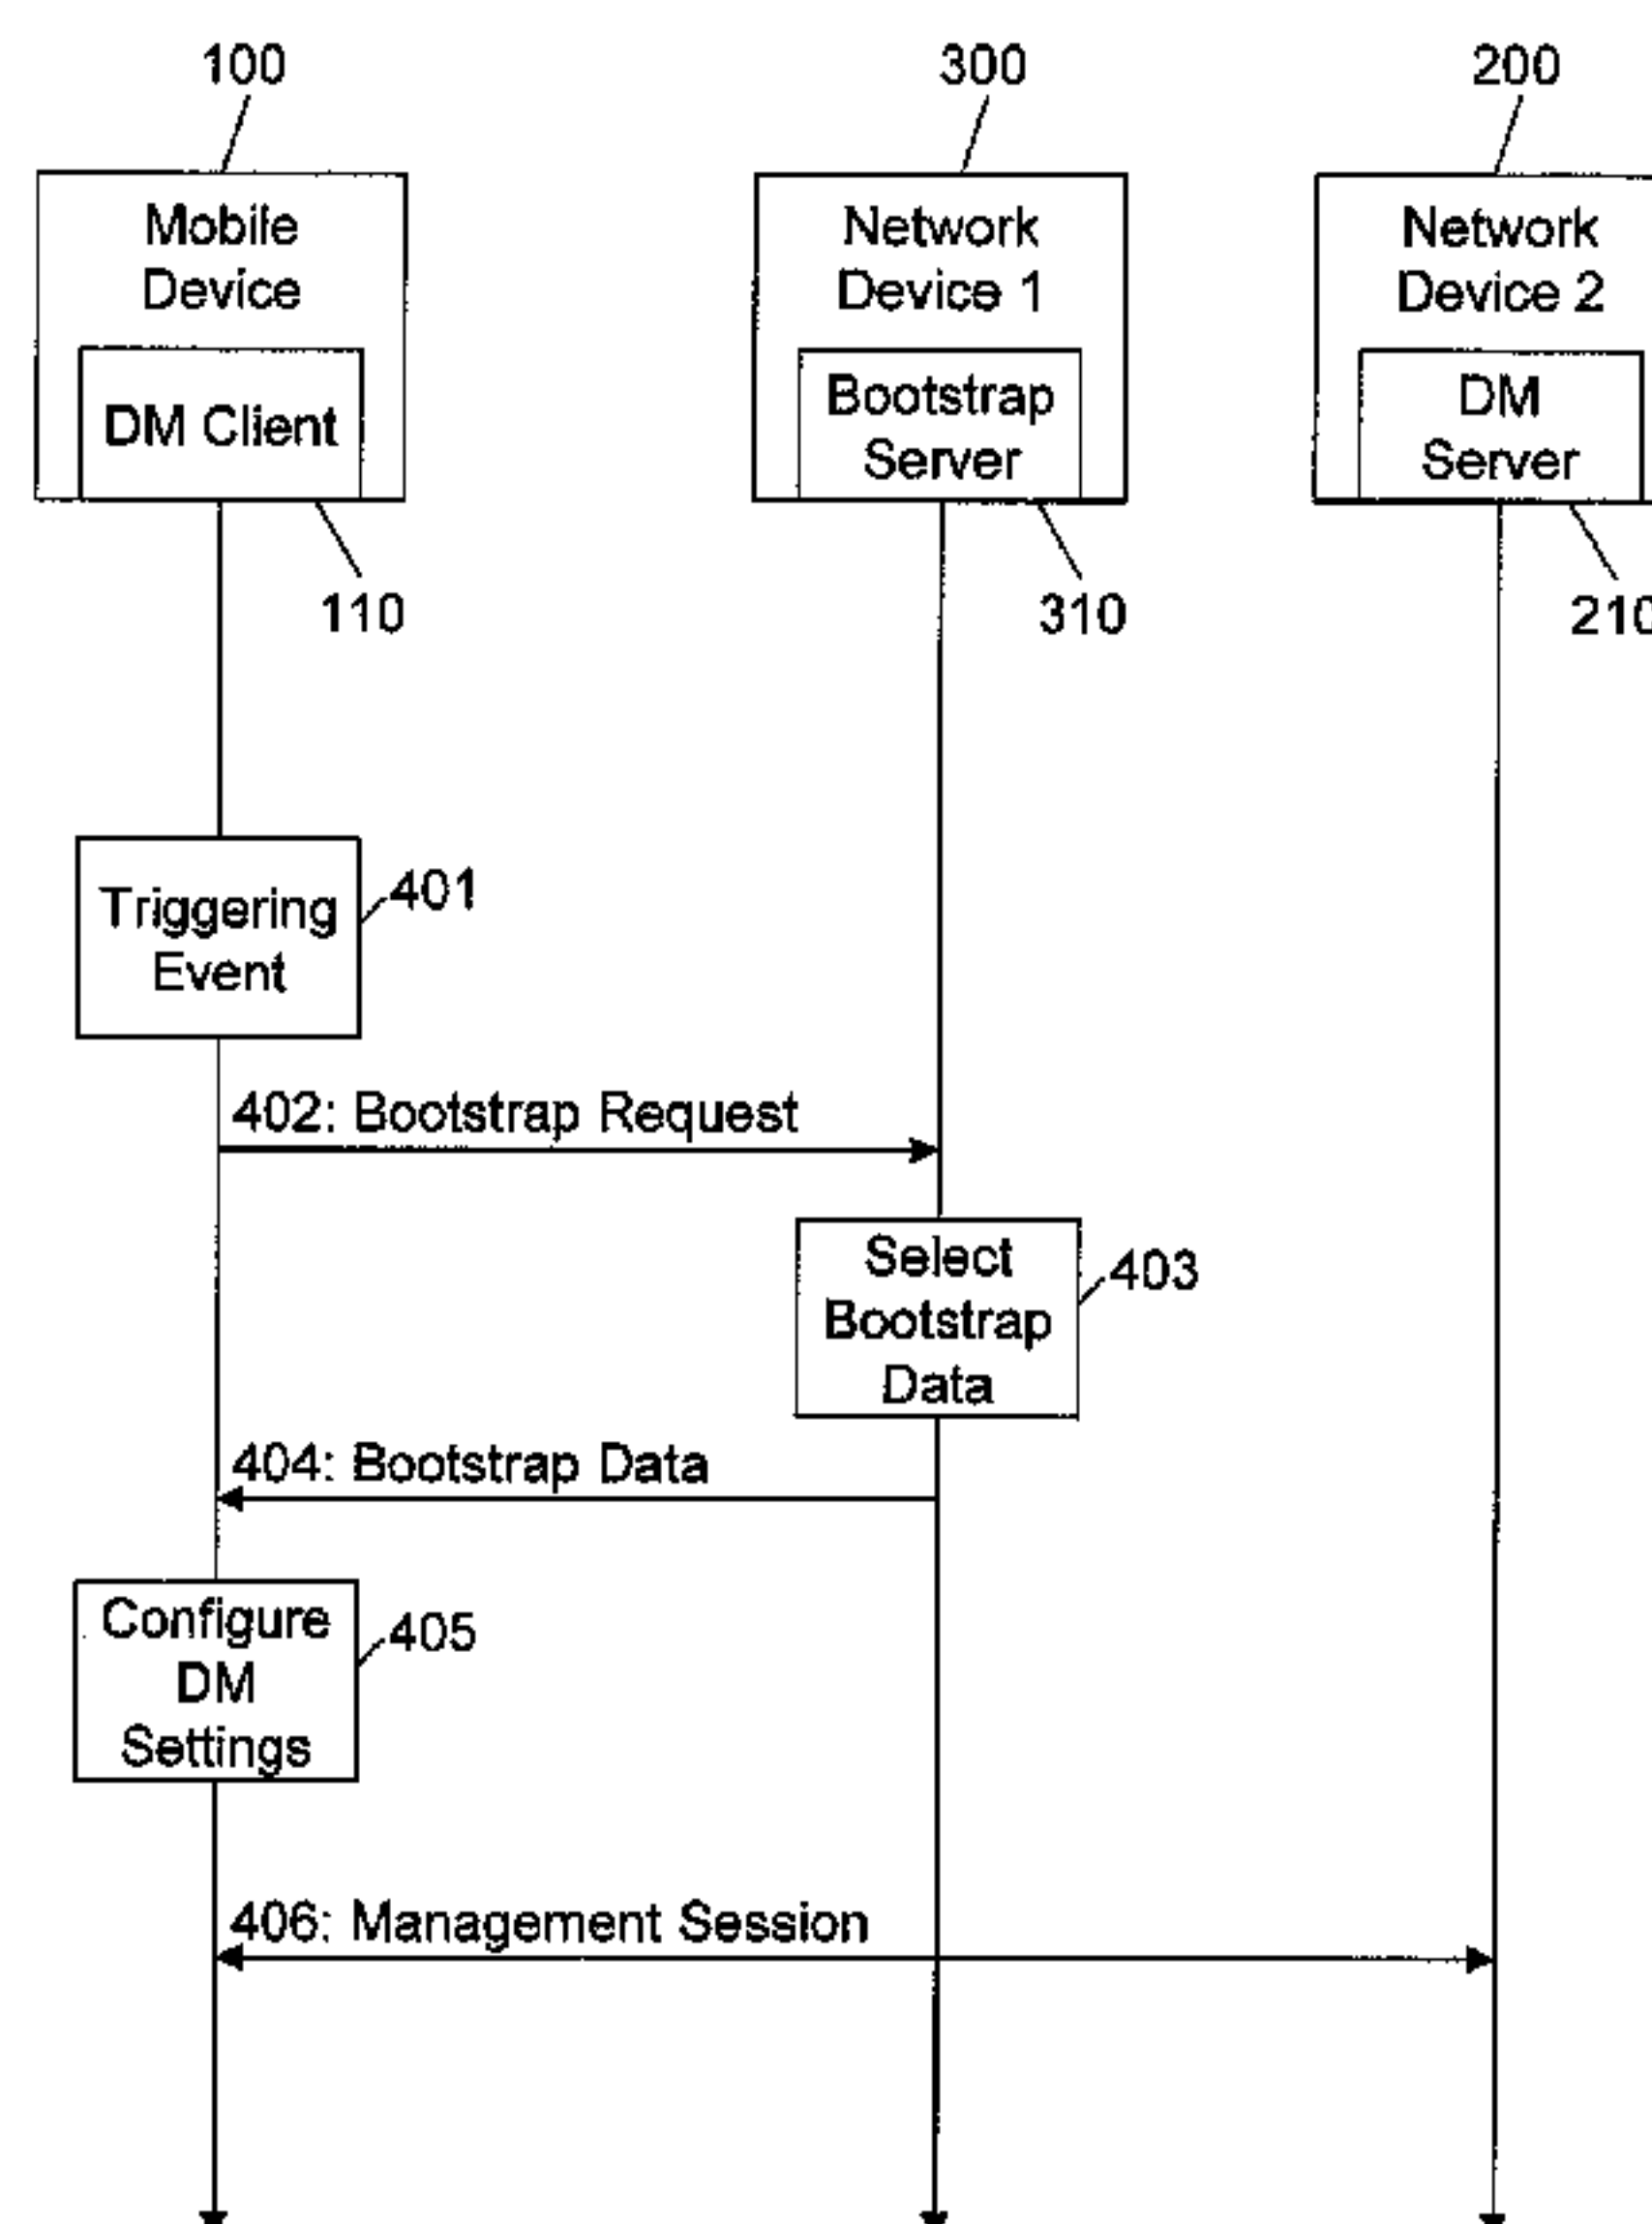 100
300
200
Mobile
Device
Network
Device 1
Network
Device 2
DM Client
Bootstrap
Server
DM
Server
110
310
210
Triggering
Event
401
402: Bootstrap Request
Select
Bootstrap
Data
403
404: Bootstrap Data
Configure
DM
Settings
405
406: Management Session